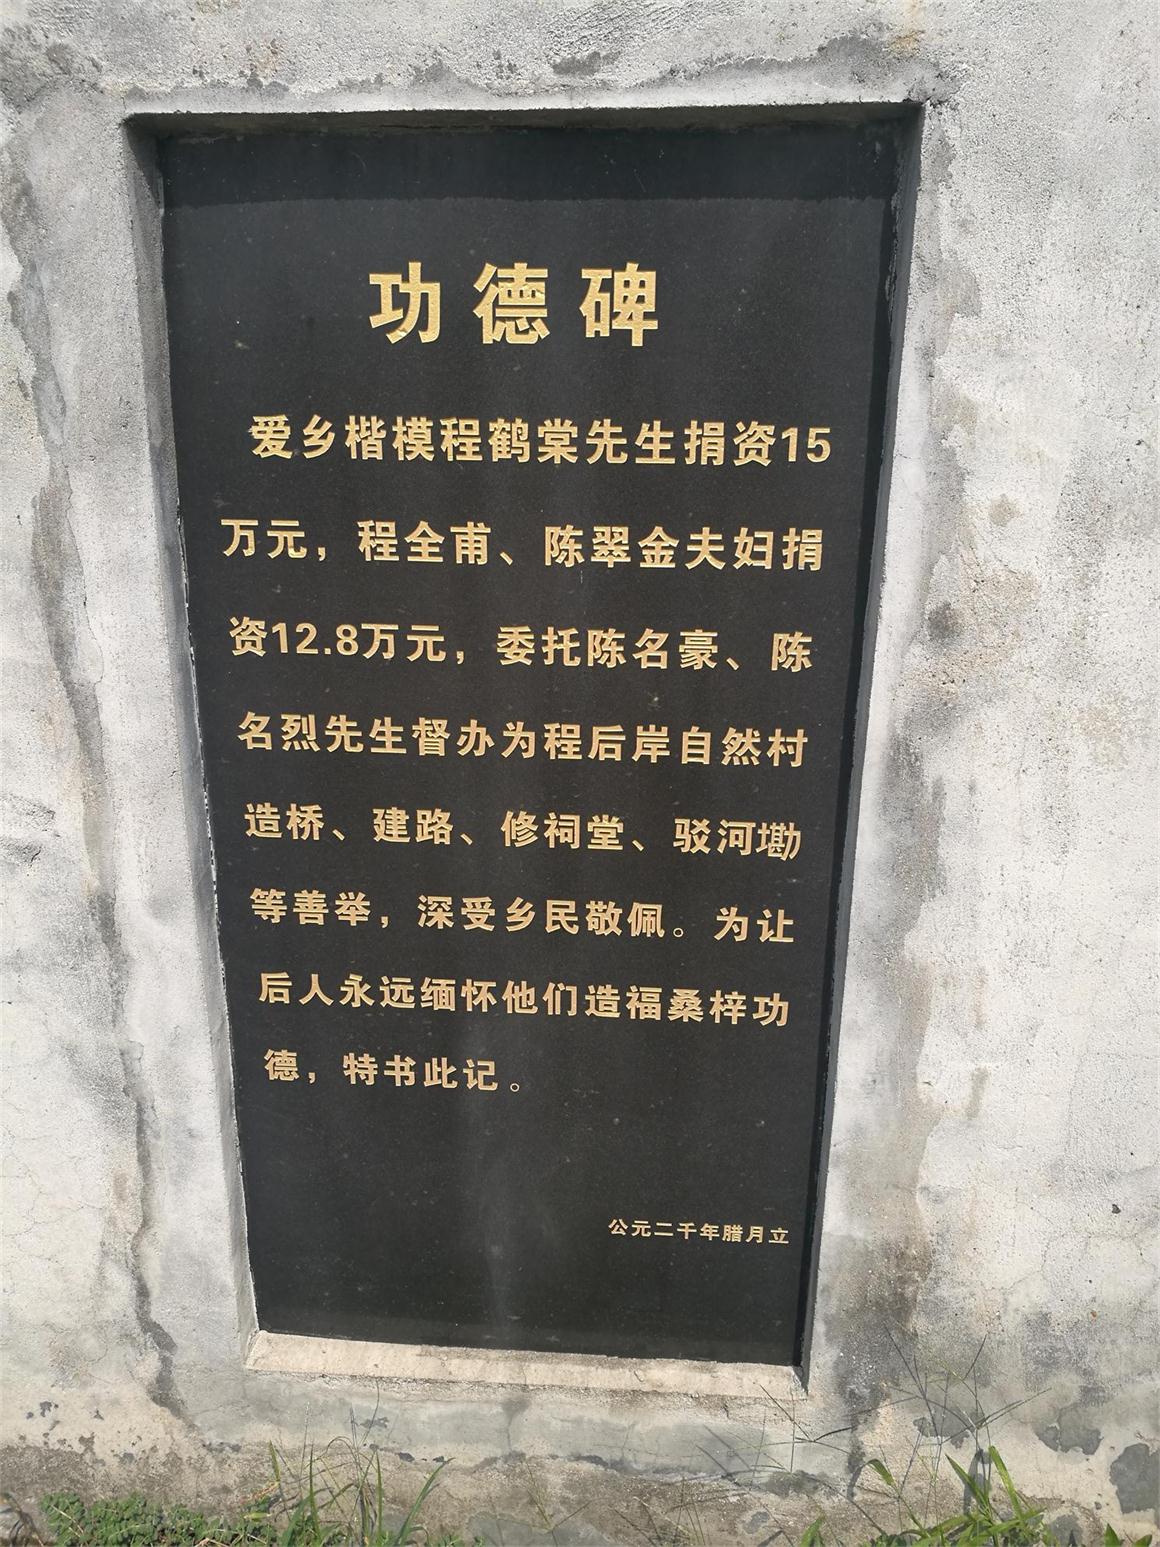 功德碑
爱乡楷模程鹤棠先生捐资15
万元，程全甫、陈翠金夫妇捐
资12.8万元，委托陈名豪、陈
名烈先生督办为程后岸自然村
造桥、建路、修祠堂、驳河墈
等善举，深受乡民敬佩。为让
后人永远缅怀他们造福桑梓功
德，特书此记。
公元二千年腊月立